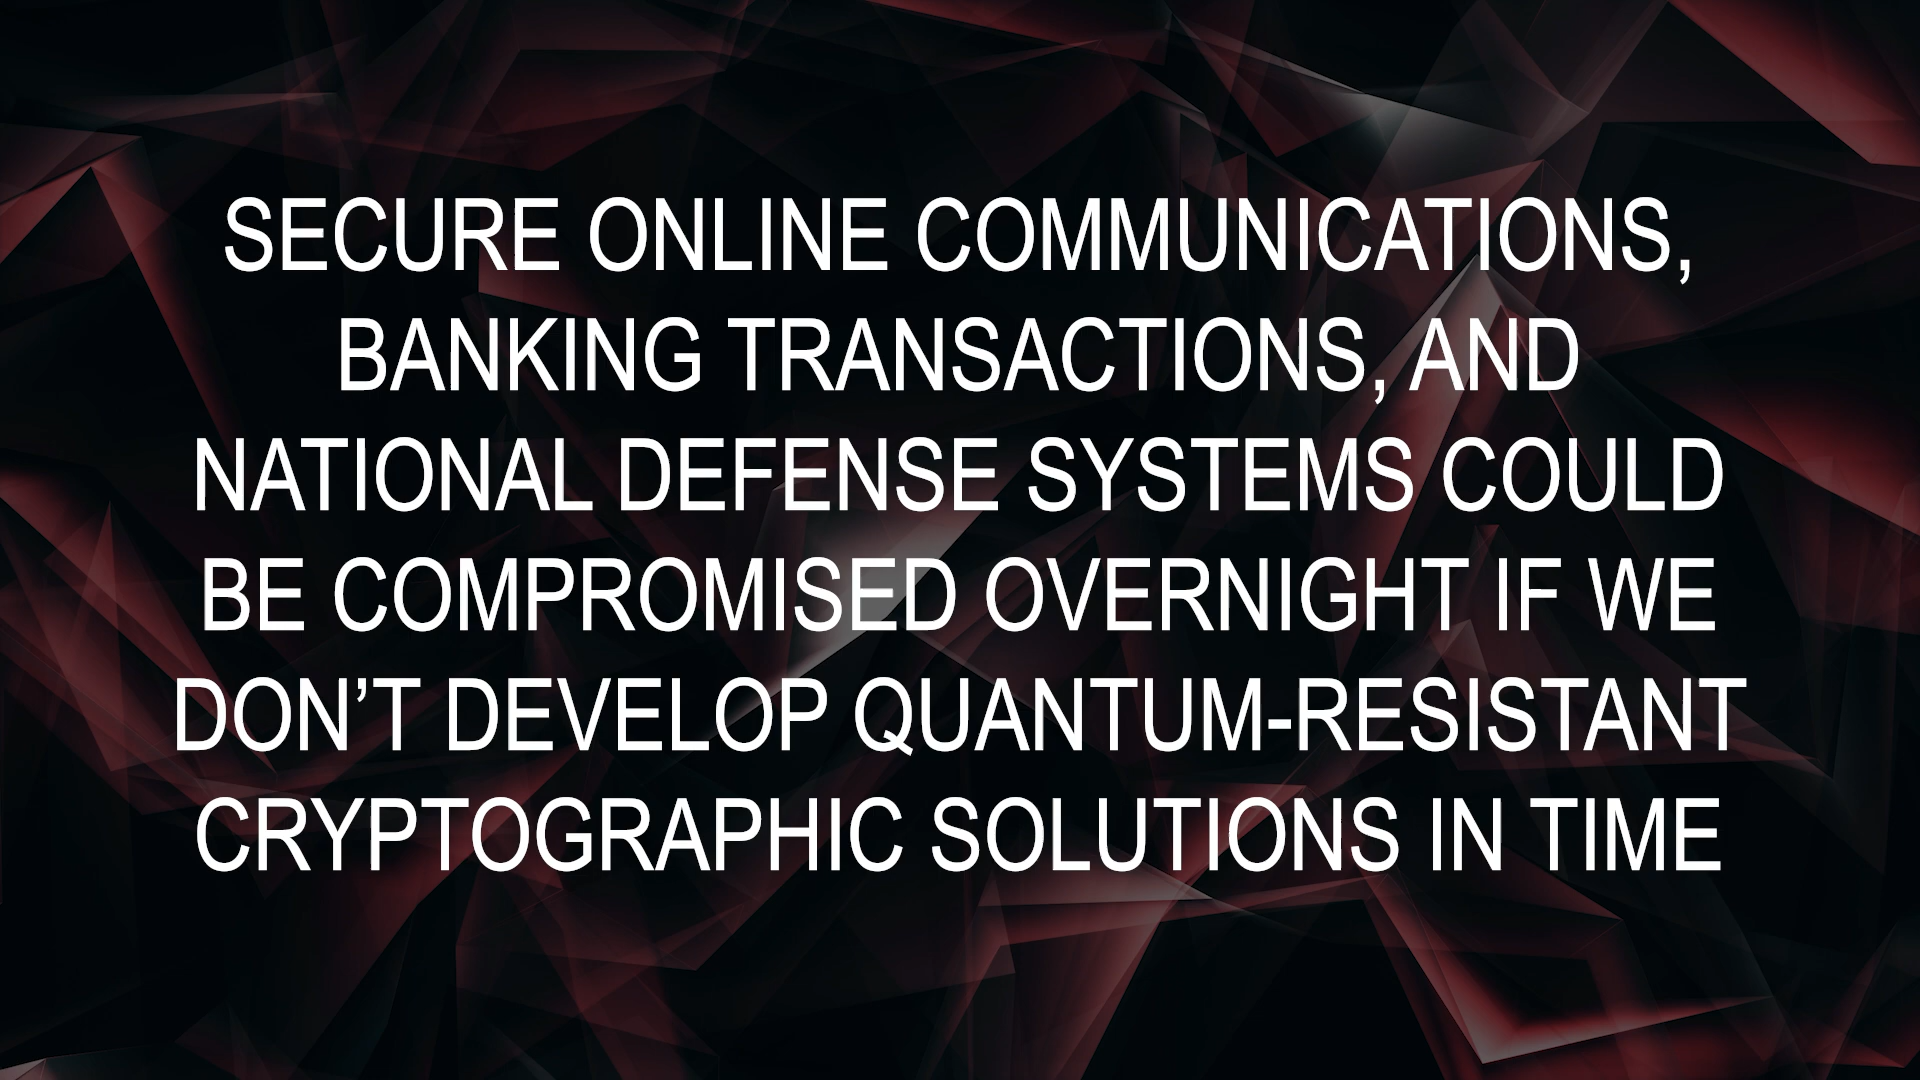 SECURE ONLINE COMMUNICATIONS,
BANKING TRANSACTIONS, AND
NATIONAL DEFENSE SYSTEMS COULD
BE COMPROMISED OVERNIGHT IF WE
DON’T DEVELOP QUANTUM-RESISTANT
CRYPTOGRAPHIC SOLUTIONS IN TIME